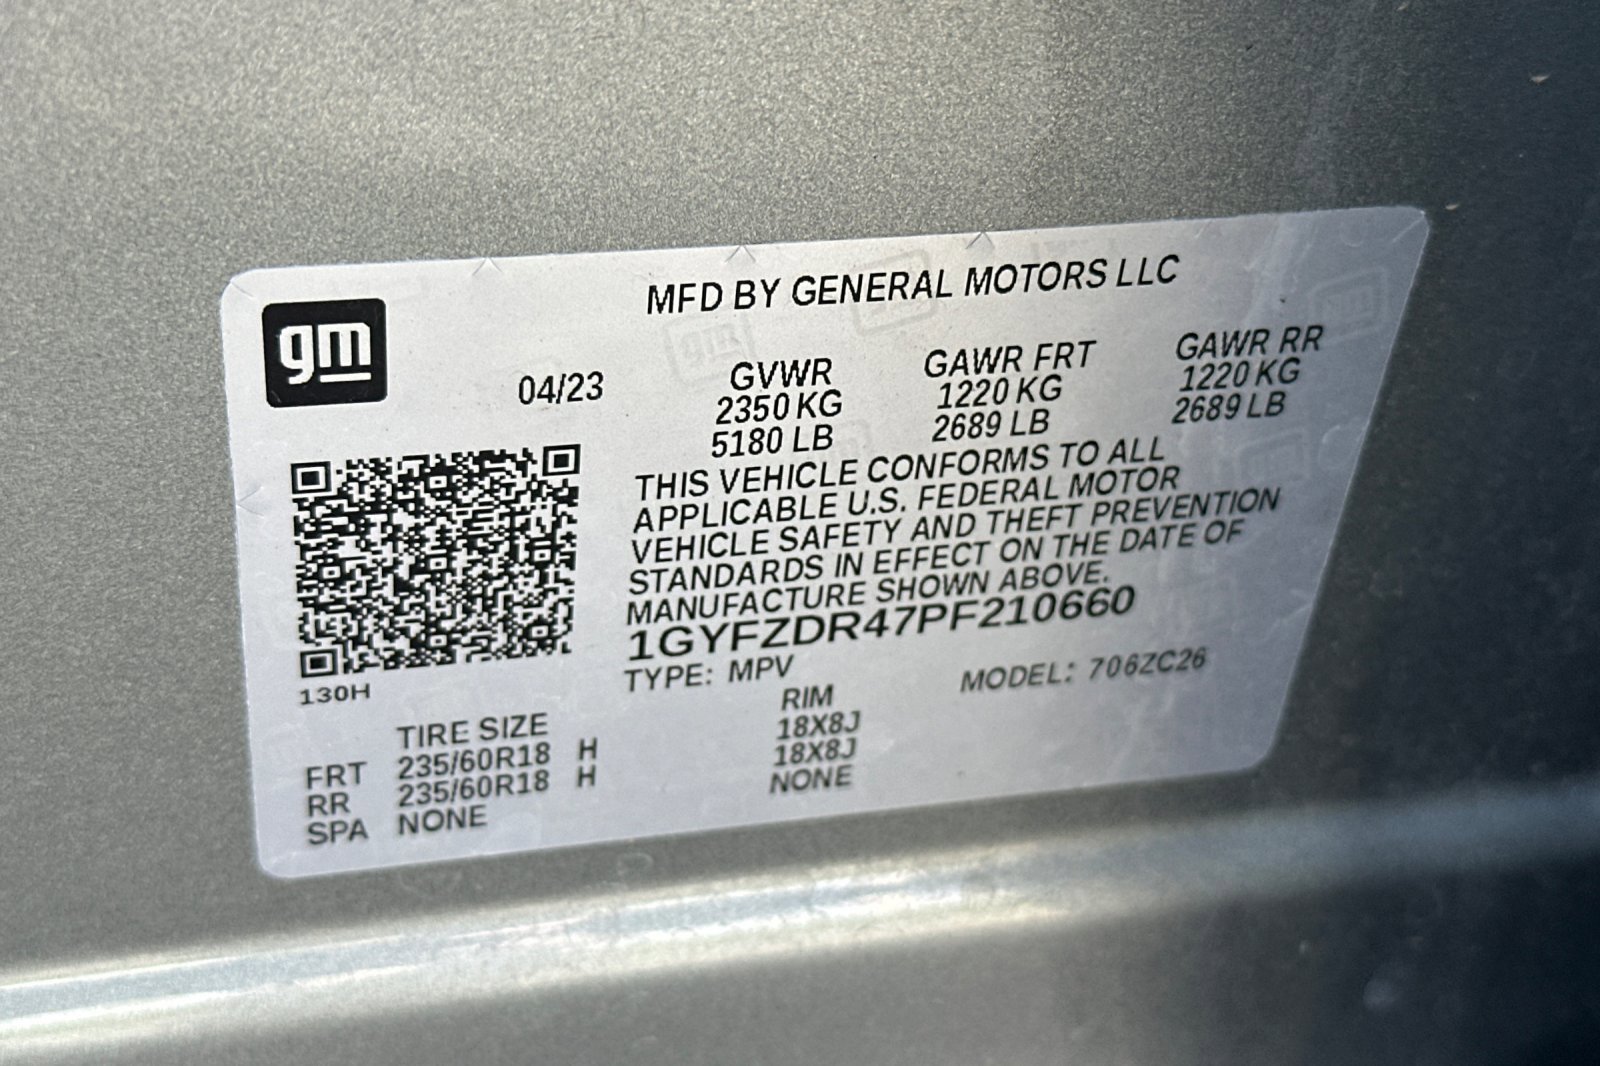 gm
MFD BY GENERAL MOTORS LLC
04/23
GVWR
2350 KG
5180 LB
GAWR FRT
1220 KG
2689 LB
GAWR RR
1220 KG
2689 LB
THIS VEHICLE CONFORMS TO ALL
APPLICABLE U.S. FEDERAL MOTOR
VEHICLE SAFETY AND THEFT PREVENTION
STANDARDS IN EFFECT ON THE DATE OF
MANUFACTURE SHOWN ABOVE.
1GYFZDR47PF210660
TYPE: MPV MODEL: 706ZC26
130H
TIRE SIZE RIM
FRT 235/60R18 H 18X8J
RR 235/60R18 H 18X8J
SPA NONE NONE